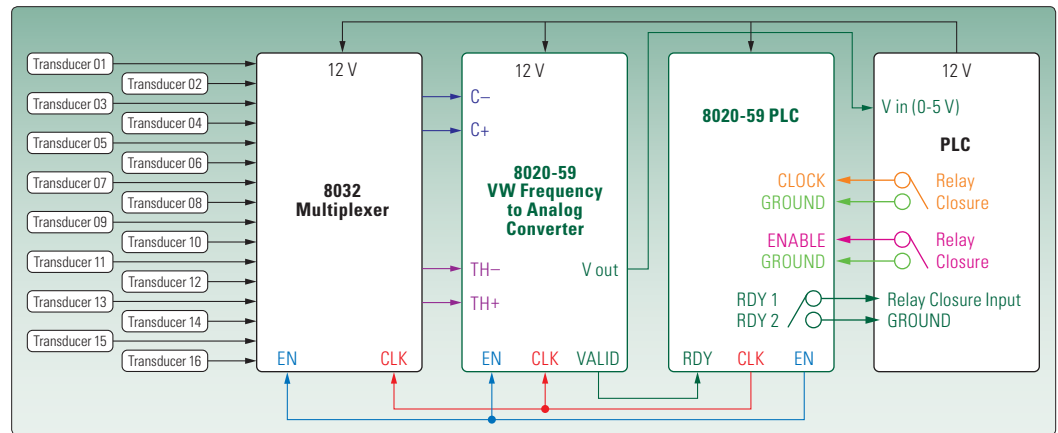 Transducer 01
Transducer 02
Transducer 03
Transducer 04
Transducer 05
Transducer 06
Transducer 07
Transducer 08
Transducer 09
Transducer 10
Transducer 11
Transducer 12
Transducer 13
Transducer 14
Transducer 15
Transducer 16
12 V
8032
Multiplexer
EN
CLK
12 V
C–
C+
8020-59
VW Frequency
to Analog
Converter
TH–
V out
TH+
EN
CLK
VALID
8020-59 PLC
CLOCK
GROUND
ENABLE
GROUND
RDY 1
RDY 2
RDY
CLK
EN
12 V
V in (0-5 V)
PLC
Relay
Closure
Relay
Closure
Relay Closure Input
GROUND